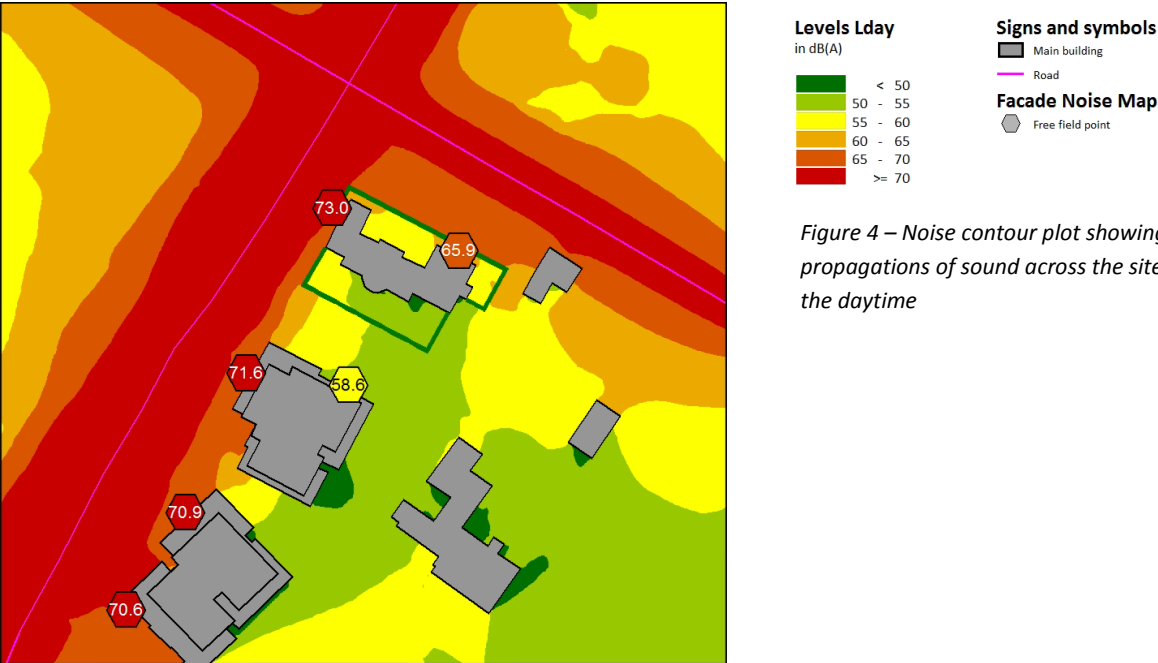 73.0
65.9
71.6
58.6
70.9
70.6
Levels Lday
in dB(A)
< 50
50 - 55
55 - 60
60 - 65
65 - 70
>= 70
Signs and symbols
Main building
Road
Facade Noise Map
Free field point
Figure 4 – Noise contour plot showing
propagations of sound across the site
the daytime